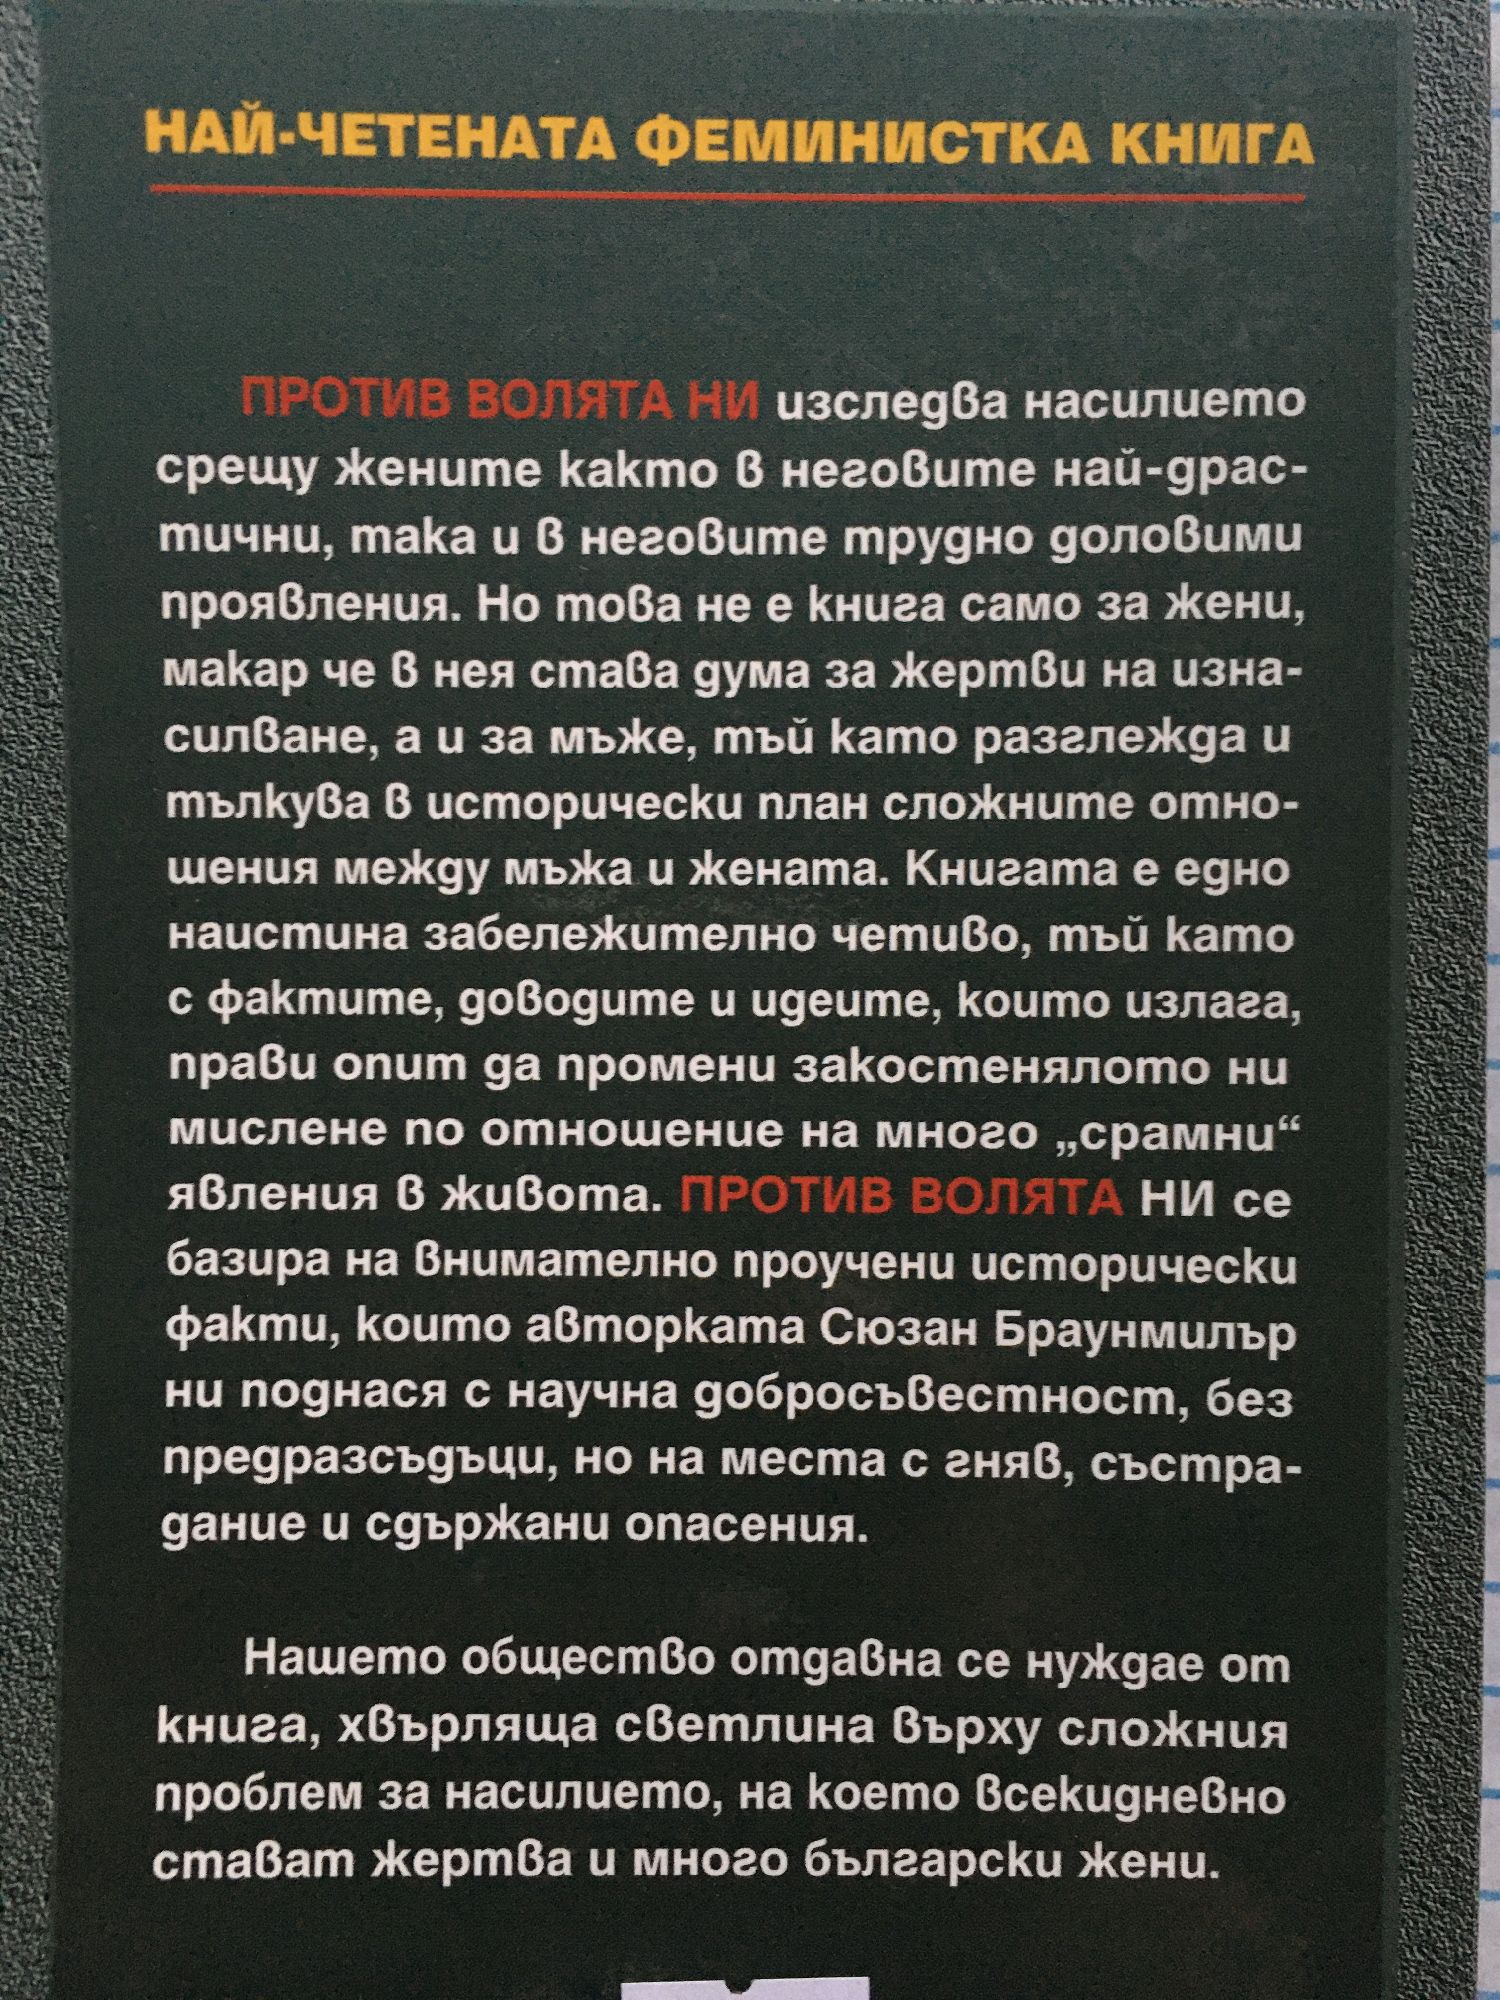 НАЙ-ЧЕТЕНАТА ФЕМИНИСТКА КНИГА
ПРОТИВ ВОЛЯТА НИ изследва насилието
срещу жените както в неговите най-драс-
тични, така и в неговите трудно доловими
проявления. Но това не е книга само за жени,
макар че в нея става дума за жертви на изна-
силване, а и за мъже, тъй като разглежда и
тълкува в исторически план сложните отно-
шения между мъжа и жената. Книгата е едно
наистина забележително четиво, тъй като
с фактите, доводите и идеите, които излага,
прави опит да промени закостенялото ни
мислене по отношение на много „срамни“
явления в живота. ПРОТИВ ВОЛЯТА НИ се
базира на внимателно проучени исторически
факти, които авторката Сюзан Браунмилър
ни поднася с научна добросъвестност, без
предразсъдъци, но на места с гняв, състра-
дание и сдържани опасения.
Нашето общество отдавна се нуждае от
книга, хвърляща светлина върху сложния
проблем за насилието, на което всекидневно
стават жертва и много български жени.